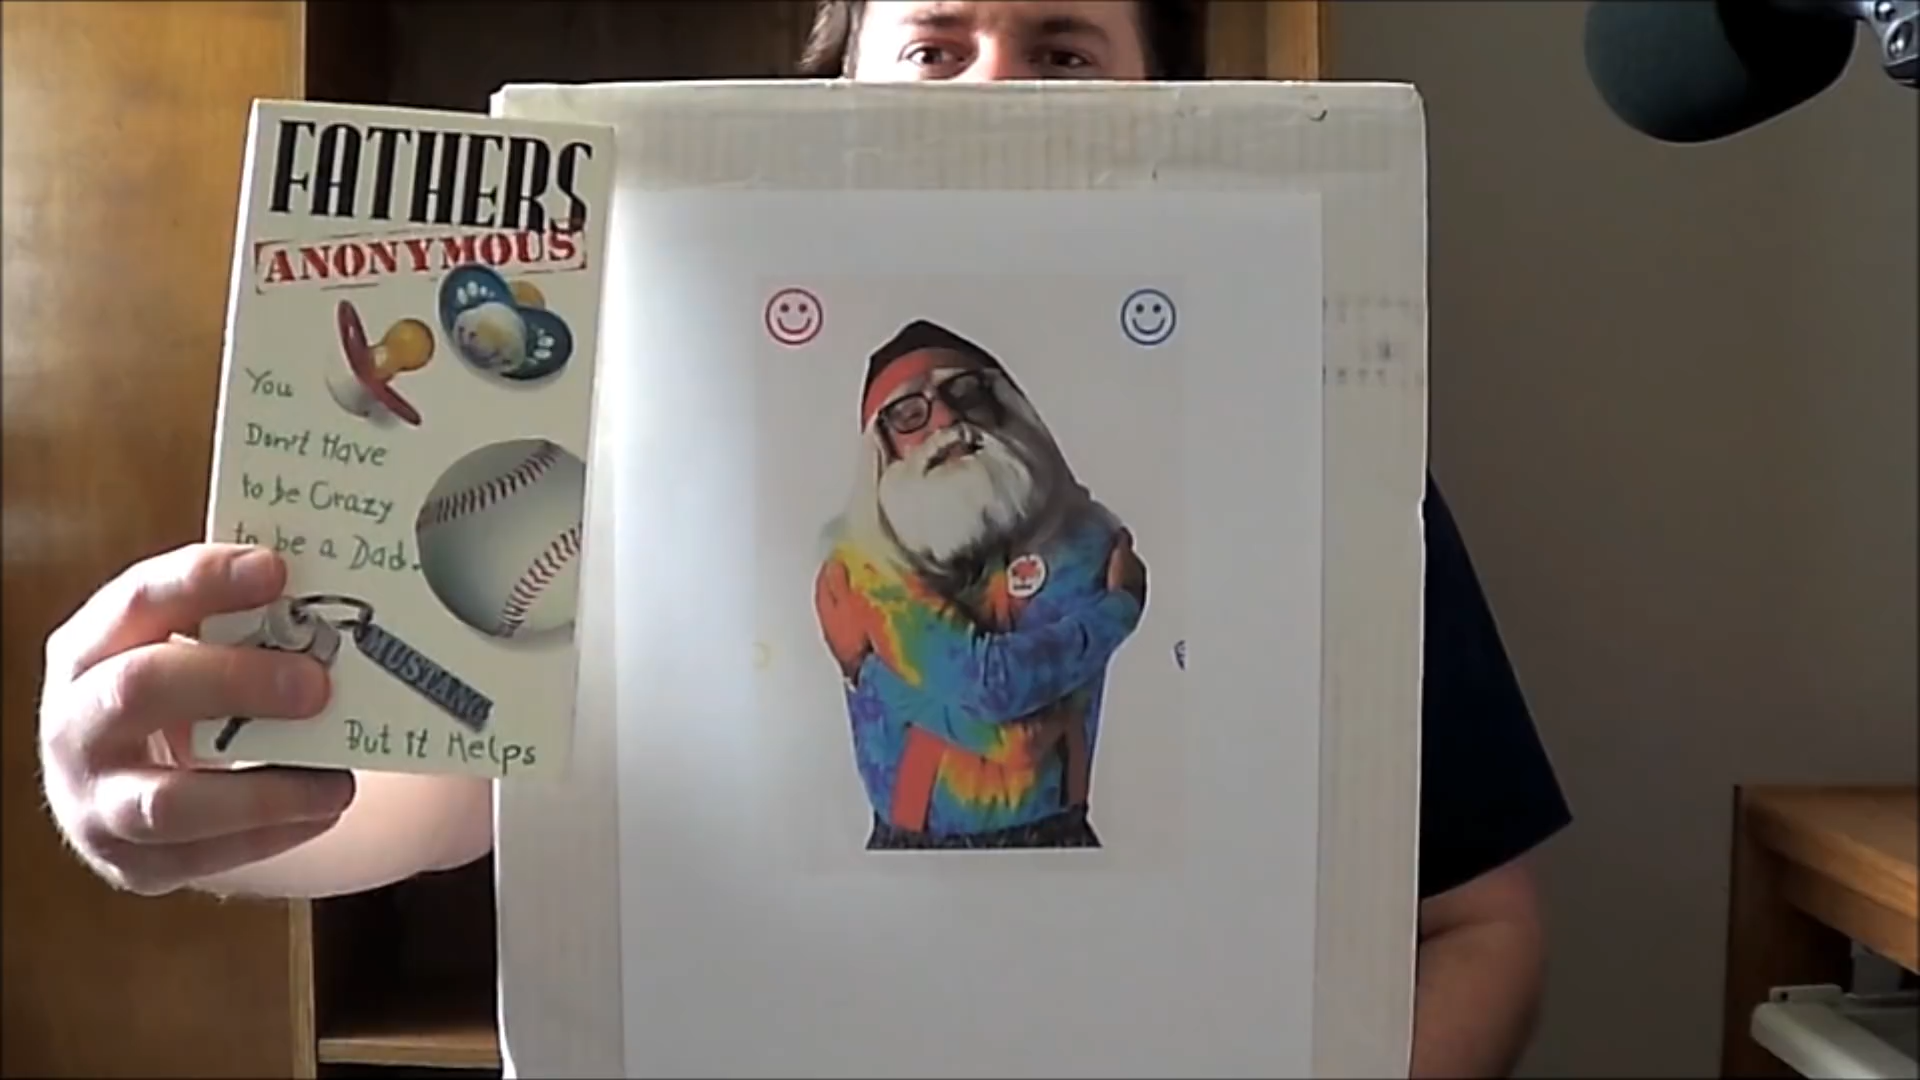 FATHERS
ANONYMOUS
You
Don't Have
to be Crazy
to be a Dad.
MUSTANG
But it Helps